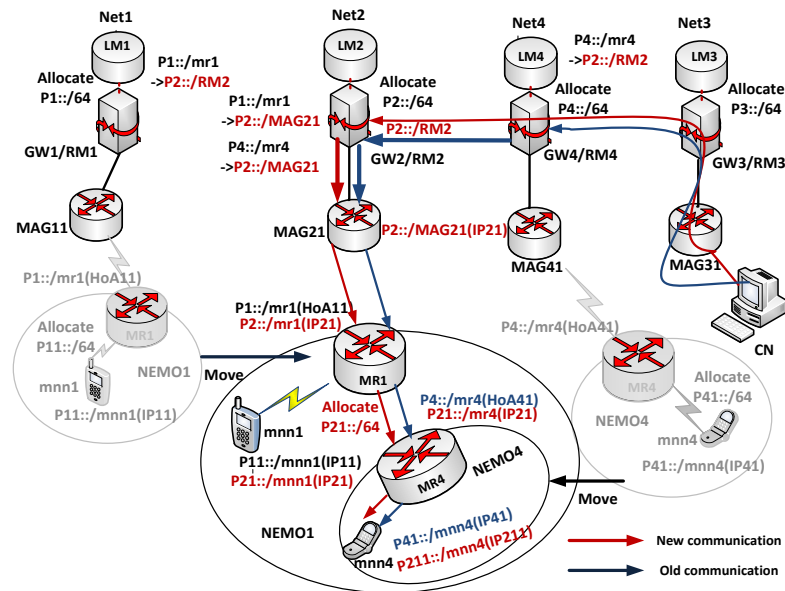 Net1
Net2
Net4
Net3
LM1
LM2
LM4
LM3
P1::/mr1
->P2::/RM2
Allocate
P1::/64
GW1/RM1
MAG11
P1::/mr1
->P2::/MAG21
P4::/mr4
->P2::/MAG21
Allocate
P2::/64
P2::/RM2
GW2/RM2
P4::/mr4
->P2::/RM2
Allocate
P4::/64
GW4/RM4
Allocate
P3::/64
GW3/RM3
MAG21
P2::/MAG21(IP21)
MAG41
MAG31
CN
P1::/mr1(HoA11)
MR1
Allocate
P11::/64
mnn1
NEMO1
P11::/mnn1(IP11)
Move
P1::/mr1(HoA11)
P2::/mr1(IP21)
MR1
Allocate
P21::/64
mnn1
P11::/mnn1(IP11)
P21::/mnn1(IP21)
P4::/mr4(HoA41)
P21::/mr4(IP21)
MR4
NEMO4
NEMO1
mnn4
P41::/mnn4(IP41)
P211::/mnn4(IP211)
P4::/mr4(HoA41)
MR4
NEMO4
Allocate
P41::/64
mnn4
P41::/mnn4(IP41)
Move
New communication
Old communication